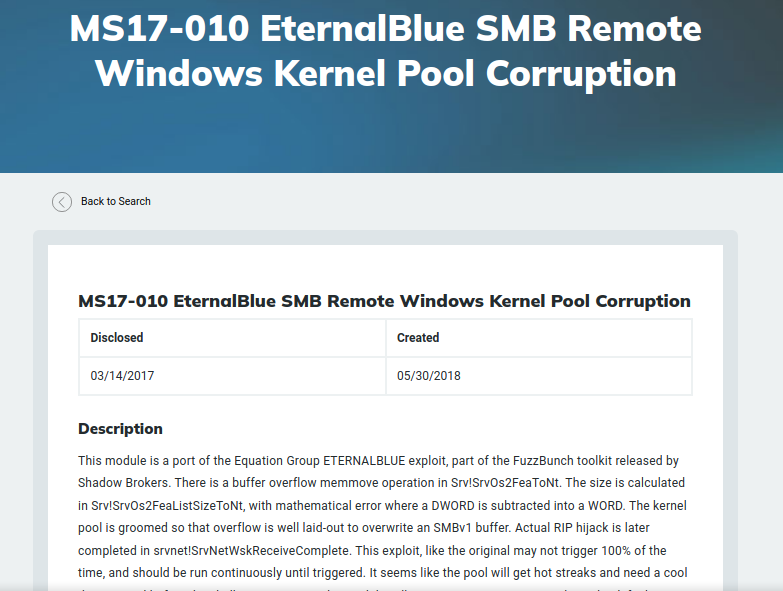 MS17-010 EternalBlue SMB Remote
Windows Kernel Pool Corruption
Back to Search
MS17-010 EternalBlue SMB Remote Windows Kernel Pool Corruption
Disclosed Created
03/14/2017 05/30/2018
Description
This module is a port of the Equation Group ETERNALBLUE exploit, part of the FuzzBunch toolkit released by
Shadow Brokers. There is a buffer overflow memmove operation in Srv!SrvOs2FeaToNt. The size is calculated
in Srv!SrvOs2FeaListSizeToNt, with mathematical error where a DWORD is subtracted into a WORD. The kernel
pool is groomed so that overflow is well laid-out to overwrite an SMBv1 buffer. Actual RIP hijack is later
completed in srvnet!SrvNetWskReceiveComplete. This exploit, like the original may not trigger 100% of the
time, and should be run continuously until triggered. It seems like the pool will get hot streaks and need a cool